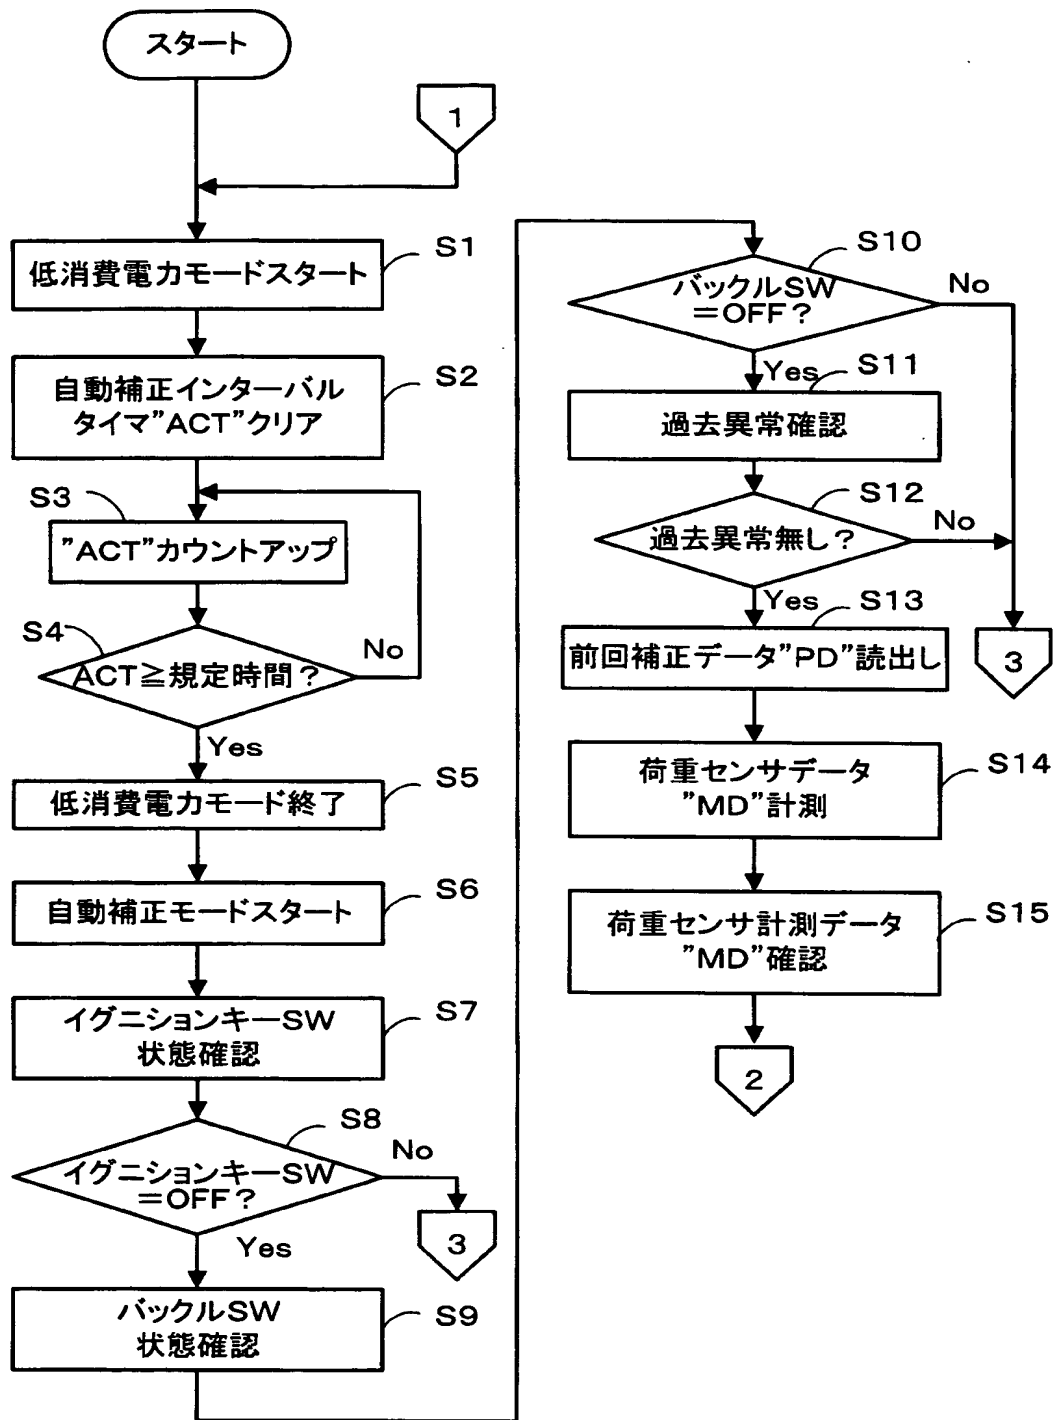 スタート
1
S1
低消費電力モードスタート
S2
自動補正インターバル
タイマ”ACT”クリア
S3
”ACT”カウントアップ
S4
ACT≧規定時間？
No
Yes
S5
低消費電力モード終了
S6
自動補正モードスタート
S7
イグニションキーSW
状態確認
S8
イグニションキーSW
＝OFF？
No
3
Yes
S9
バックルSW
状態確認
S10
バックルSW
＝OFF？
No
Yes
S11
過去異常確認
S12
過去異常無し？
No
Yes
S13
前回補正データ”PD”読出し
3
S14
荷重センサデータ
”MD”計測
S15
荷重センサ計測データ
”MD”確認
2